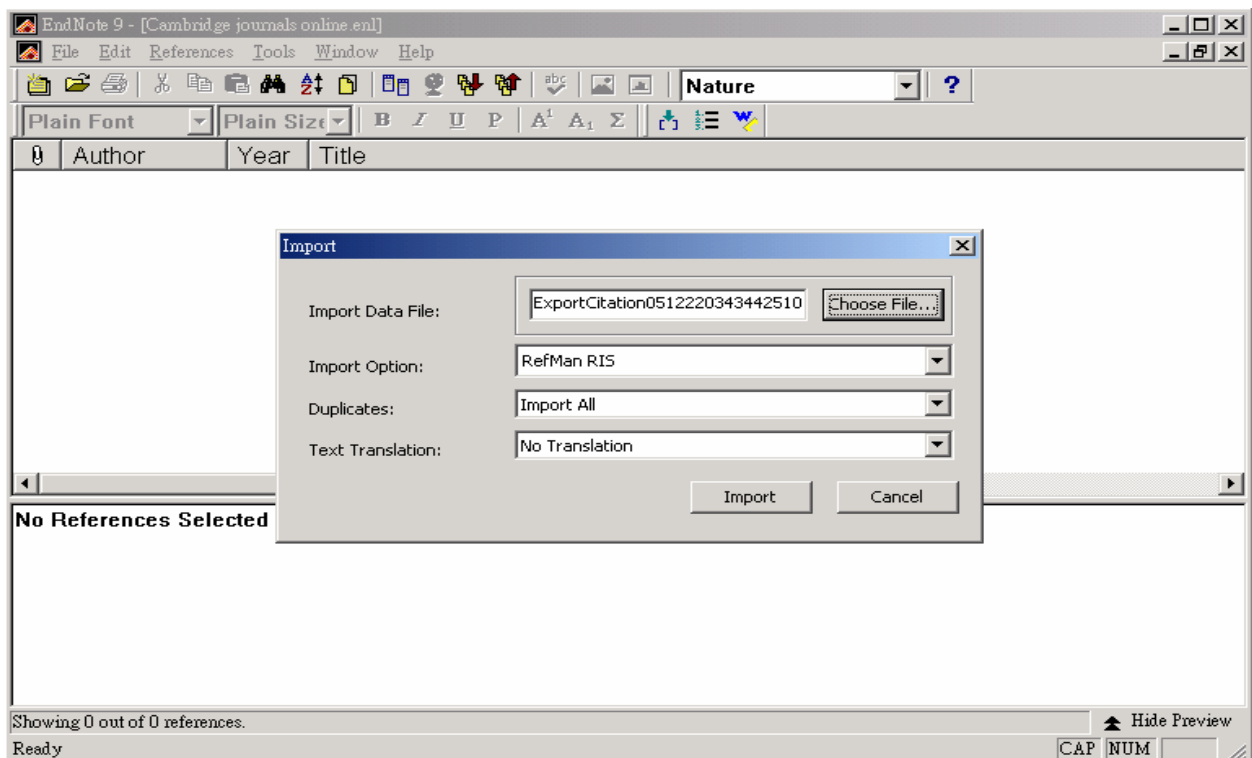 EndNote 9 - [Cambridge journals online.enl]
File Edit References Tools Window Help
abc Nature ?
Plain Font Plain Size B I U P A¹ A₁ Σ
Author Year Title
Import
Import Data File: ExportCitation0512220343442510 Choose File...
Import Option: RefMan RIS
Duplicates: Import All
Text Translation: No Translation
Import Cancel
No References Selected
Showing 0 out of 0 references. Hide Preview
Ready CAP NUM